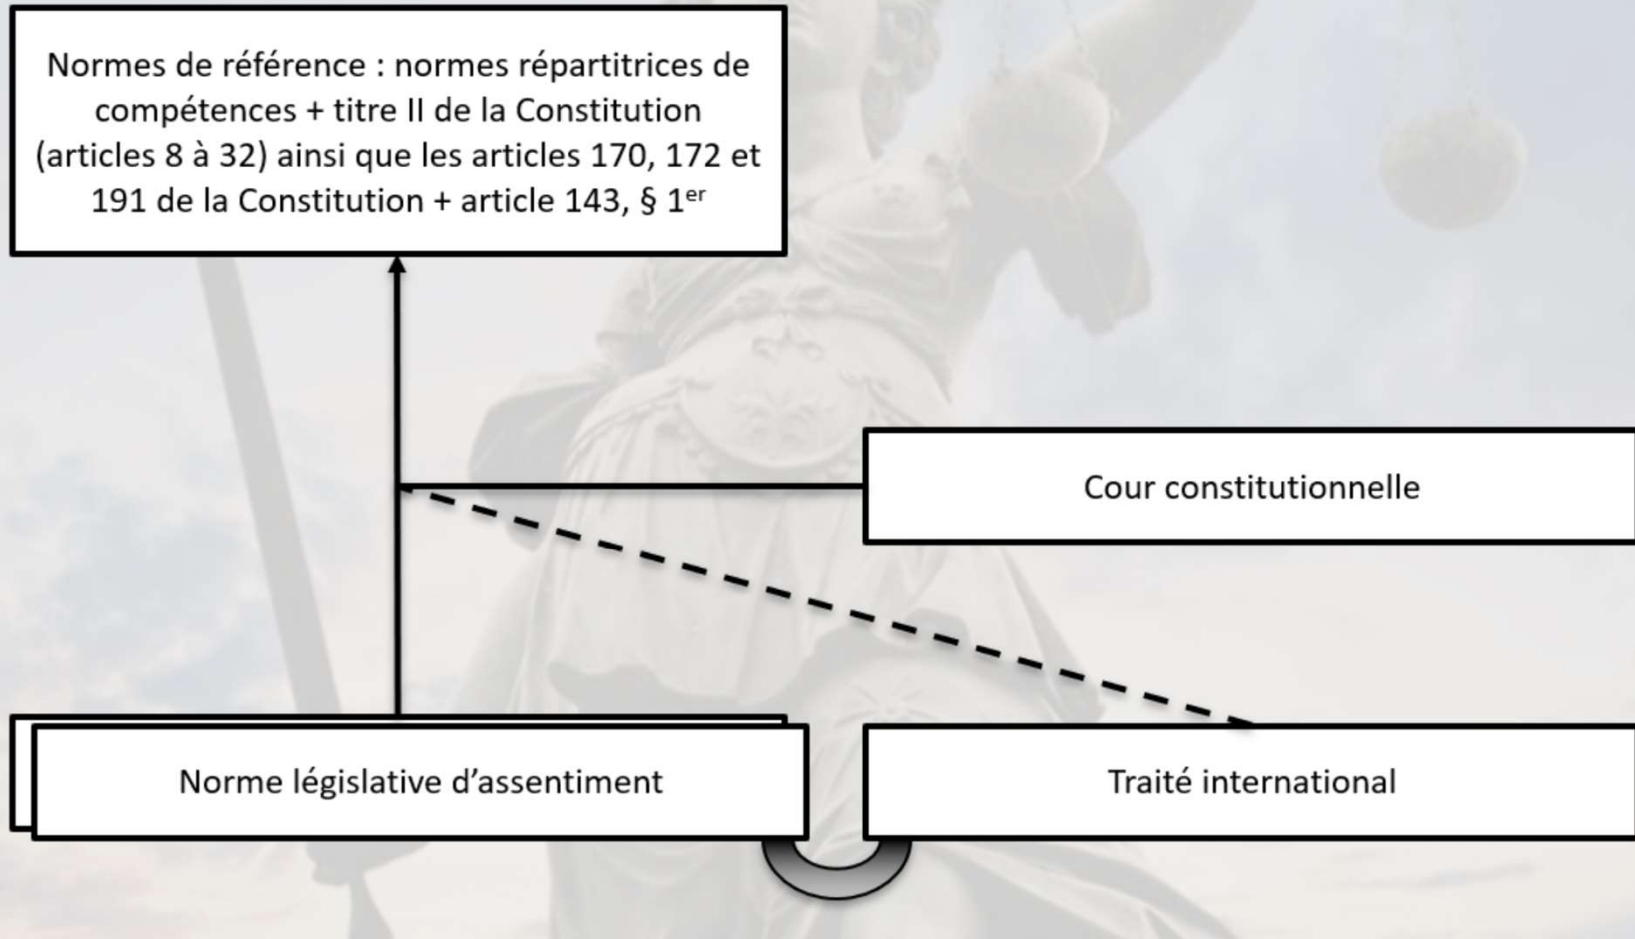 Normes de référence : normes répartitrices de
compétences + titre II de la Constitution
(articles 8 à 32) ainsi que les articles 170, 172 et
191 de la Constitution + article 143, § 1er
Cour constitutionnelle
Norme législative d’assentiment
Traité international